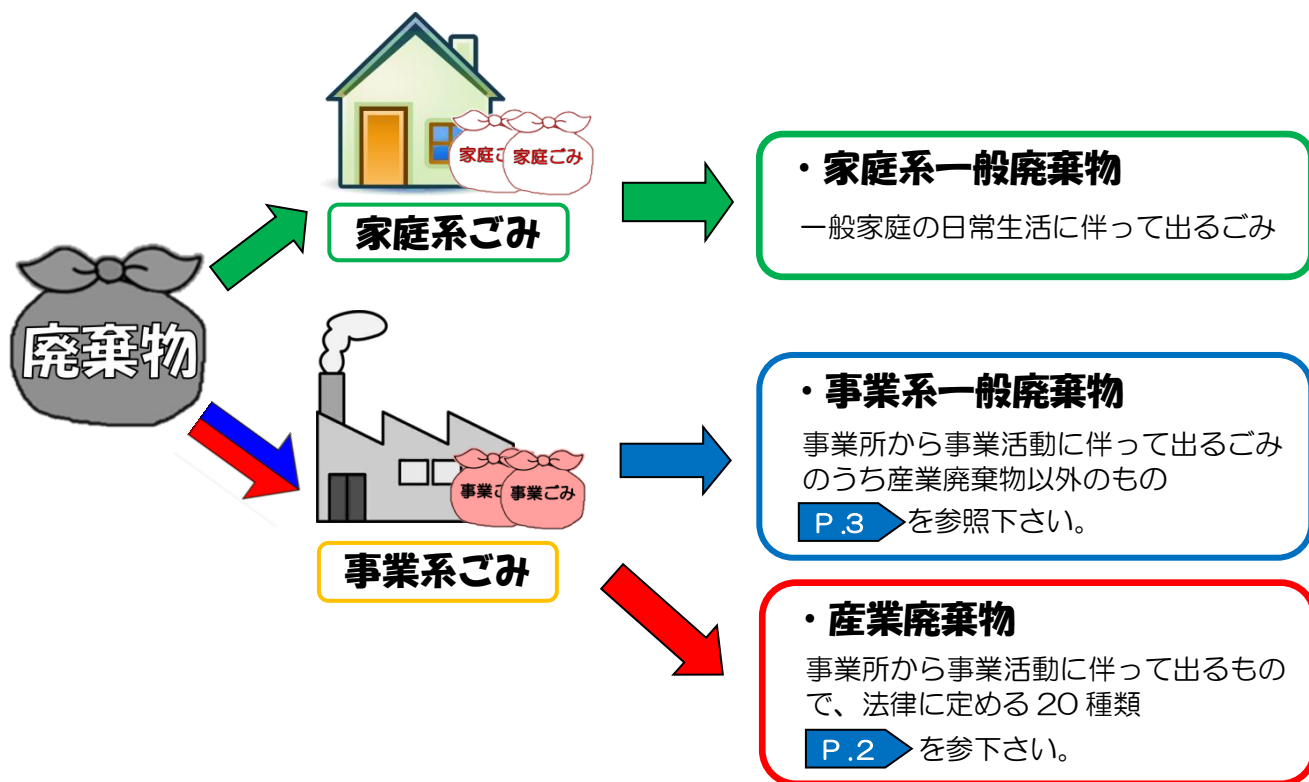 廃棄物
家庭ご
家庭ごみ
家庭系ごみ
・家庭系一般廃棄物
一般家庭の日常生活に伴って出るごみ
事業ご
事業ごみ
事業系ごみ
・事業系一般廃棄物
事業所から事業活動に伴って出るごみ
のうち産業廃棄物以外のもの
P.3 を参照下さい。
・産業廃棄物
事業所から事業活動に伴って出るもの
で、法律に定める20種類
P.2 を参下さい。